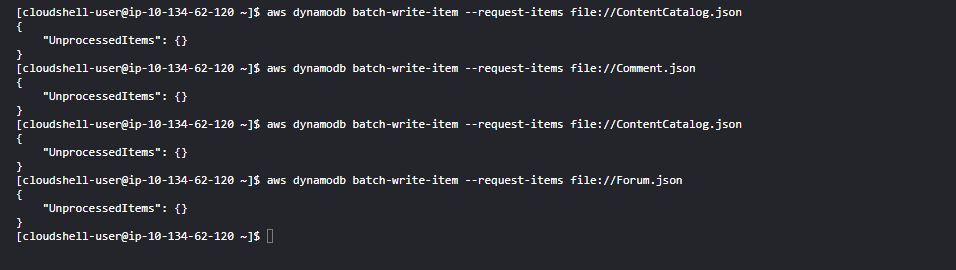 [cloudshell-user@ip-10-134-62-120 ~]$ aws dynamodb batch-write-item --request-items file://ContentCatalog.json
{
    "UnprocessedItems": {}
}
[cloudshell-user@ip-10-134-62-120 ~]$ aws dynamodb batch-write-item --request-items file://Comment.json
{
    "UnprocessedItems": {}
}
[cloudshell-user@ip-10-134-62-120 ~]$ aws dynamodb batch-write-item --request-items file://ContentCatalog.json
{
    "UnprocessedItems": {}
}
[cloudshell-user@ip-10-134-62-120 ~]$ aws dynamodb batch-write-item --request-items file://Forum.json
{
    "UnprocessedItems": {}
}
[cloudshell-user@ip-10-134-62-120 ~]$